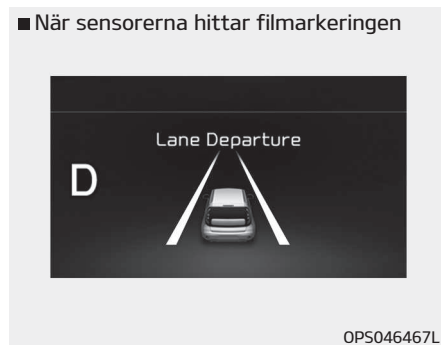 ■ När sensorerna hittar filmarkeringen
Lane Departure
D
OPS046467L